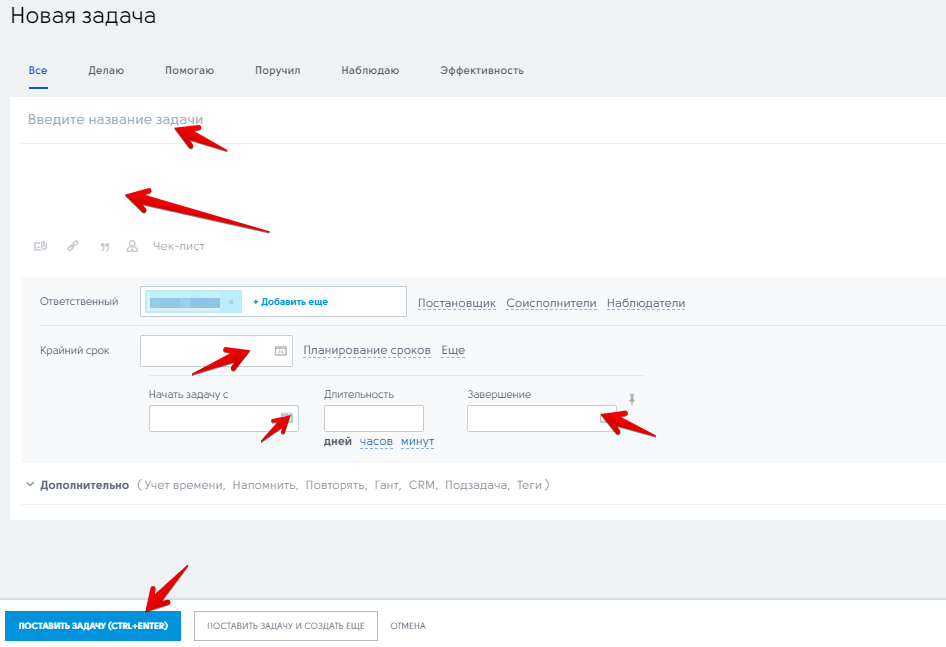 Новая задача
Все Делаю Помогаю Поручил Наблюдаю Эффективность
Введите название задачи
Чек-лист
Ответственный + Добавить еще Постановщик Соисполнители Наблюдатели
Крайний срок Планирование сроков Еще
Начать задачу с Длительность Завершение
дней часов минут
Дополнительно (Учет времени, Напомнить, Повторять, Гант, CRM, Подзадача, Теги)
ПОСТАВИТЬ ЗАДАЧУ (CTRL+ENTER) ПОСТАВИТЬ ЗАДАЧУ И СОЗДАТЬ ЕЩЕ ОТМЕНА